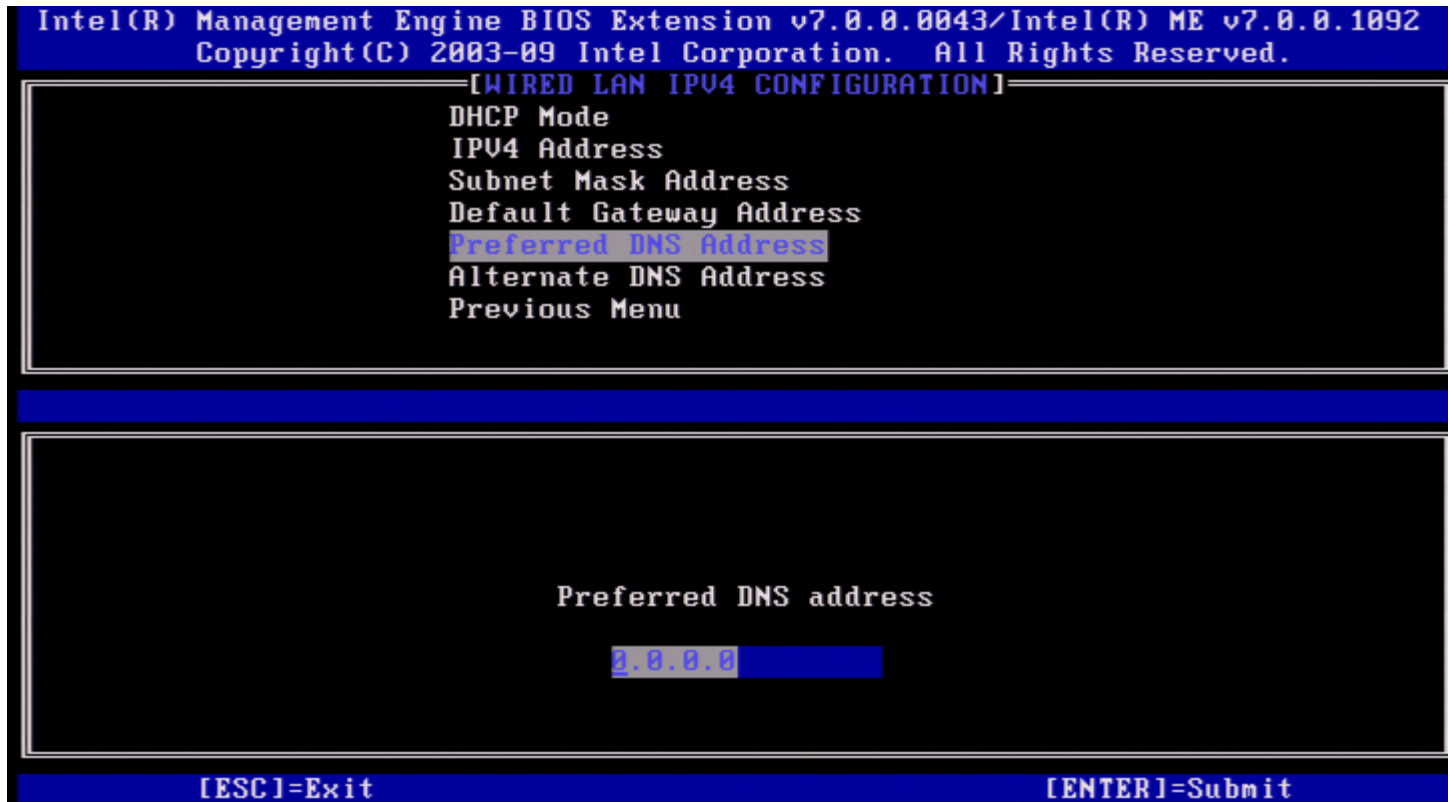 Intel(R) Management Engine BIOS Extension v7.0.0.0043/Intel(R) ME v7.0.0.1092
Copyright(C) 2003-09 Intel Corporation. All Rights Reserved.
[WIRED LAN IPV4 CONFIGURATION]
DHCP Mode
IPV4 Address
Subnet Mask Address
Default Gateway Address
Preferred DNS Address
Alternate DNS Address
Previous Menu
Preferred DNS address
0.0.0.0
[ESC]=Exit [ENTER]=Submit